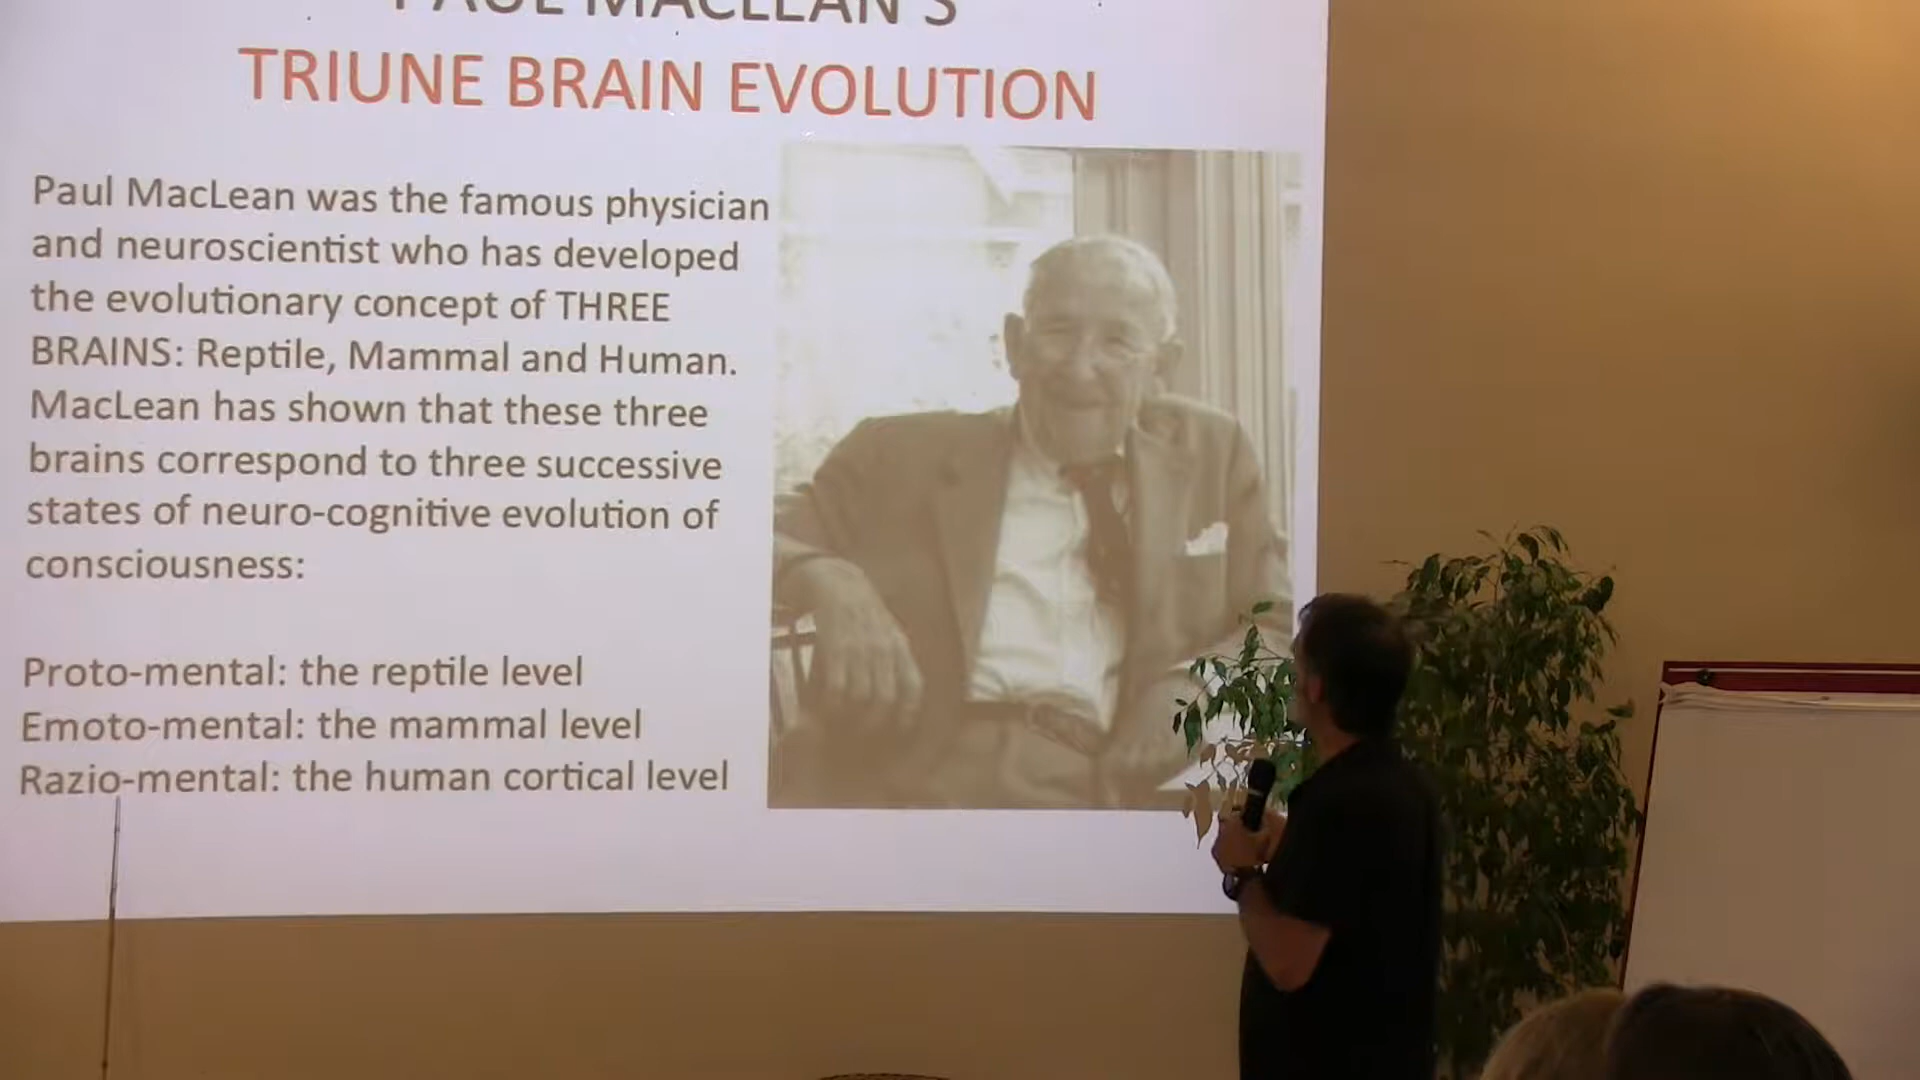 PAUL MACLEAN'S
TRIUNE BRAIN EVOLUTION
Paul MacLean was the famous physician
and neuroscientist who has developed
the evolutionary concept of THREE
BRAINS: Reptile, Mammal and Human.
MacLean has shown that these three
brains correspond to three successive
states of neuro-cognitive evolution of
consciousness:
Proto-mental: the reptile level
Emoto-mental: the mammal level
Razio-mental: the human cortical level